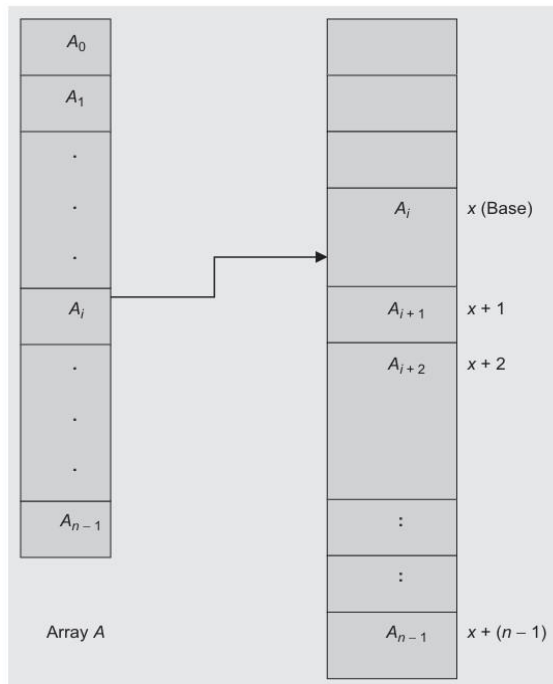 A₀
A₁
.
.
.
Aᵢ
.
.
.
Aₙ ₋ ₁
Array A
Aᵢ x (Base)
Aᵢ ₊ ₁ x + 1
Aᵢ ₊ ₂ x + 2
:
:
Aₙ ₋ ₁ x + (n – 1)